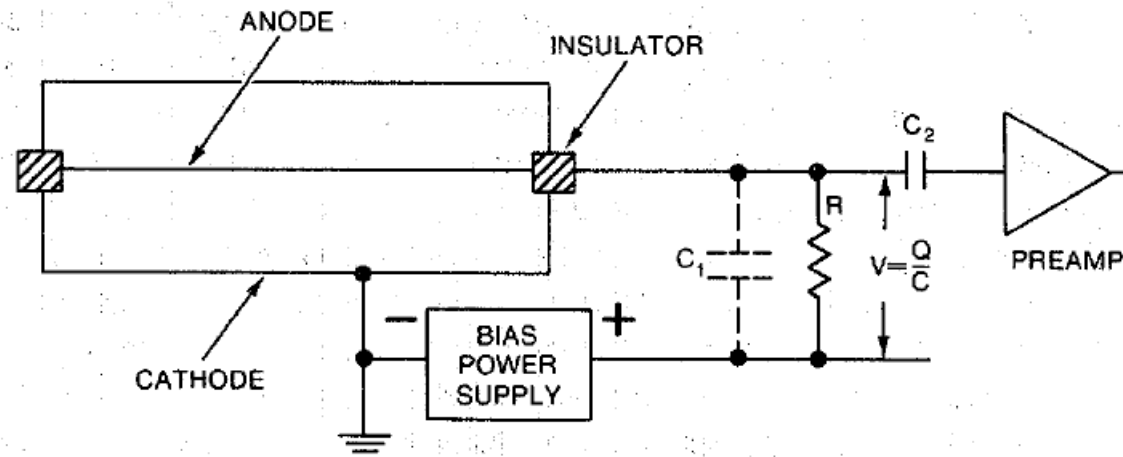 ANODE
INSULATOR
C2
R
C1
V=Q/C
PREAMP
− +
BIAS
POWER
SUPPLY
CATHODE